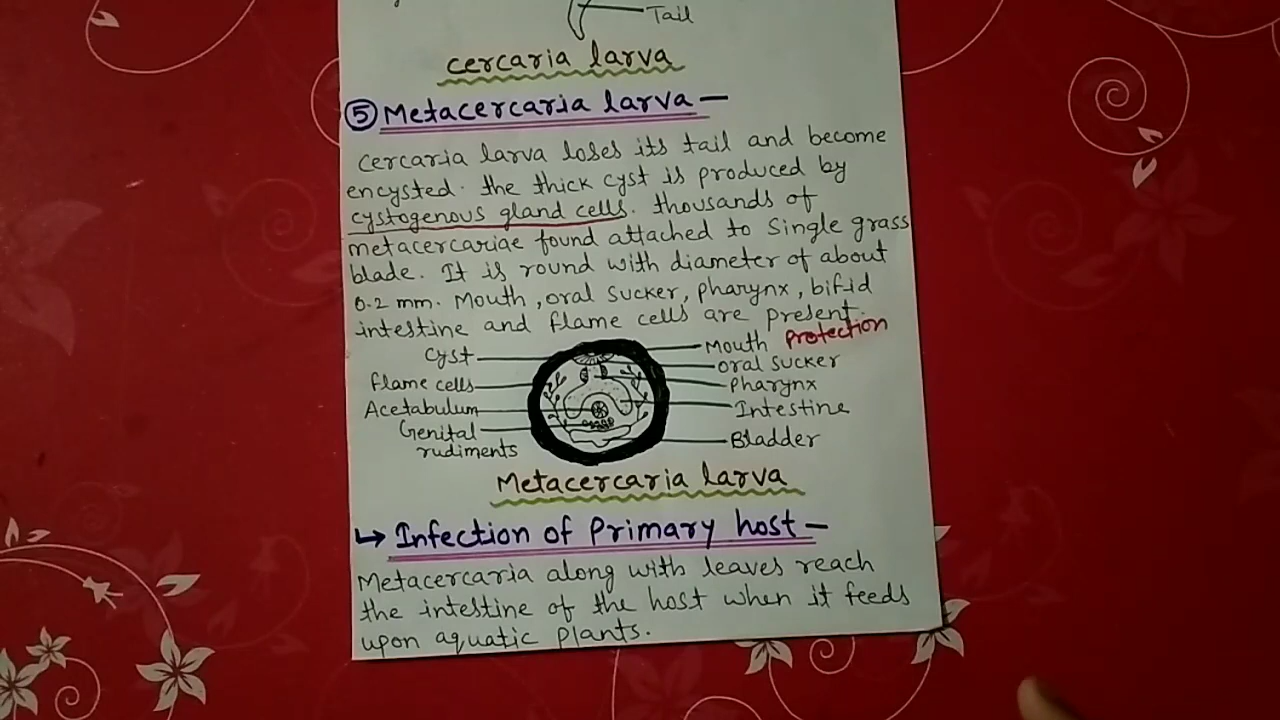 Tail
cercaria larva
⑤ Metacercaria larva —
Cercaria larva loses its tail and become
encysted. the thick cyst is produced by
cystogenous gland cells. thousands of
metacercariae found attached to single grass
blade. It is round with diameter of about
0.2 mm. Mouth, oral sucker, pharynx, bifid
intestine and flame cells are present.
protection
Cyst
flame cells
Acetabulum
Genital
rudiments
Mouth
oral sucker
pharynx
Intestine
Bladder
Metacercaria larva
↳ Infection of Primary host —
Metacercaria along with leaves reach
the intestine of the host when it feeds
upon aquatic plants.